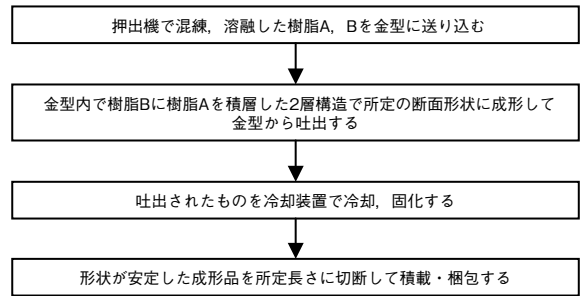 押出機で混練，溶融した樹脂A，Bを金型に送り込む
金型内で樹脂Bに樹脂Aを積層した2層構造で所定の断面形状に成形して
金型から吐出する
吐出されたものを冷却装置で冷却，固化する
形状が安定した成形品を所定長さに切断して積載・梱包する